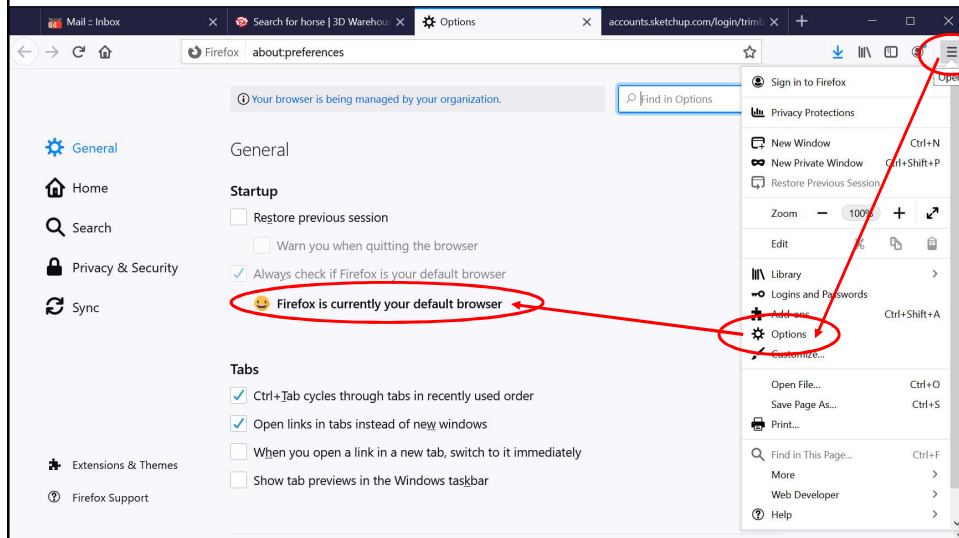 84 Mail :: Inbox
Search for horse | 3D Warehou
Options
accounts.sketchup.com/login/trimb
Firefox about:preferences
Open
Your browser is being managed by your organization.
Find in Options
General
Home
Search
Privacy & Security
Sync
Extensions & Themes
Firefox Support
General
Startup
Restore previous session
Warn you when quitting the browser
Always check if Firefox is your default browser
Firefox is currently your default browser
Tabs
Ctrl+Tab cycles through tabs in recently used order
Open links in tabs instead of new windows
When you open a link in a new tab, switch to it immediately
Show tab previews in the Windows taskbar
Sign in to Firefox
Privacy Protections
New Window Ctrl+N
New Private Window Ctrl+Shift+P
Restore Previous Session
Zoom 100%
Edit
Library
Logins and Passwords
Add-ons Ctrl+Shift+A
Options
Customize...
Open File... Ctrl+O
Save Page As... Ctrl+S
Print...
Find in This Page... Ctrl+F
More
Web Developer
Help